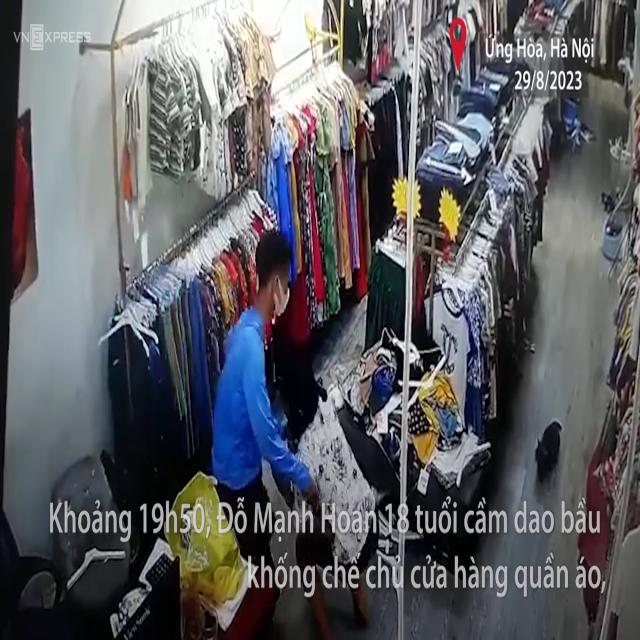 VNEXPRESS
Ứng Hòa, Hà Nội
29/8/2023
Khoảng 19h50, Đỗ Mạnh Hoan 18 tuổi cầm dao bầu
khống chế chủ cửa hàng quần áo,